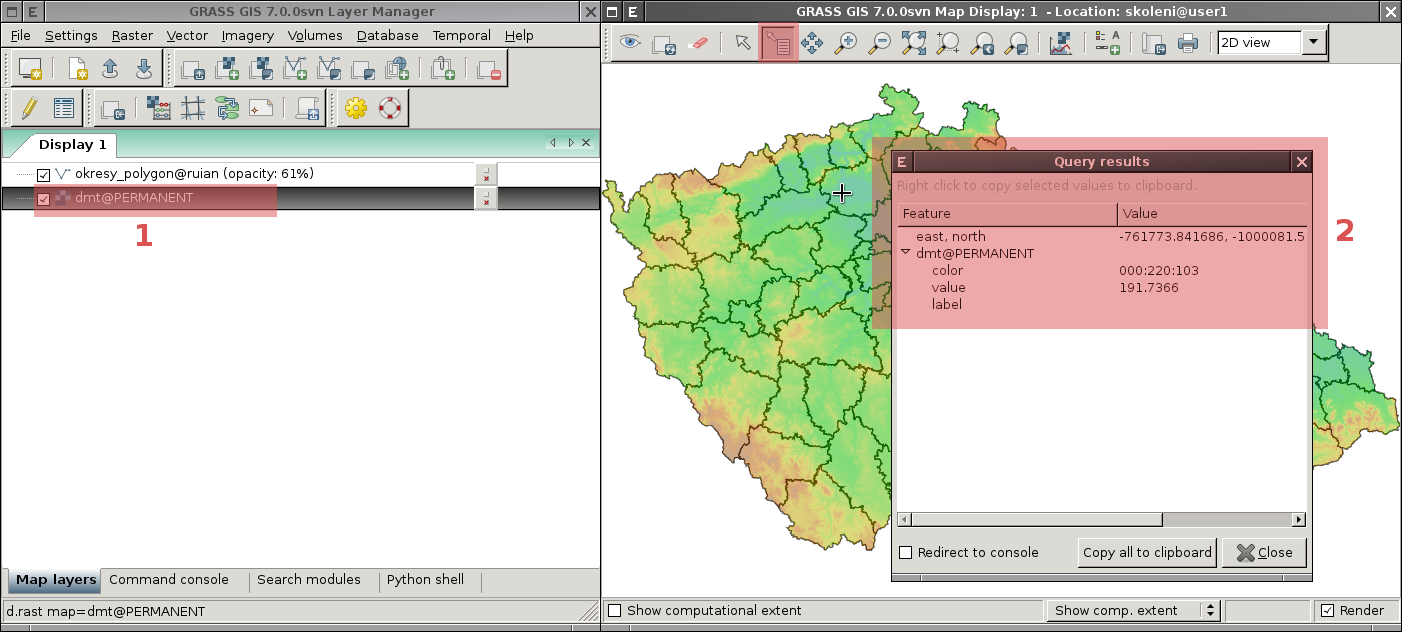 E GRASS GIS 7.0.0svn Layer Manager
File Settings Raster Vector Imagery Volumes Database Temporal Help
Display 1
okresy_polygon@ruian (opacity: 61%)
dmt@PERMANENT
1
Map layers Command console Search modules Python shell
d.rast map=dmt@PERMANENT
E GRASS GIS 7.0.0svn Map Display: 1 - Location: skoleni@user1
A 2D view
E Query results
Right click to copy selected values to clipboard.
Feature Value
east, north -761773.841686, -1000081.5
dmt@PERMANENT
color 000:220:103
value 191.7366
label
2
Redirect to console Copy all to clipboard Close
Show computational extent Show comp. extent Render